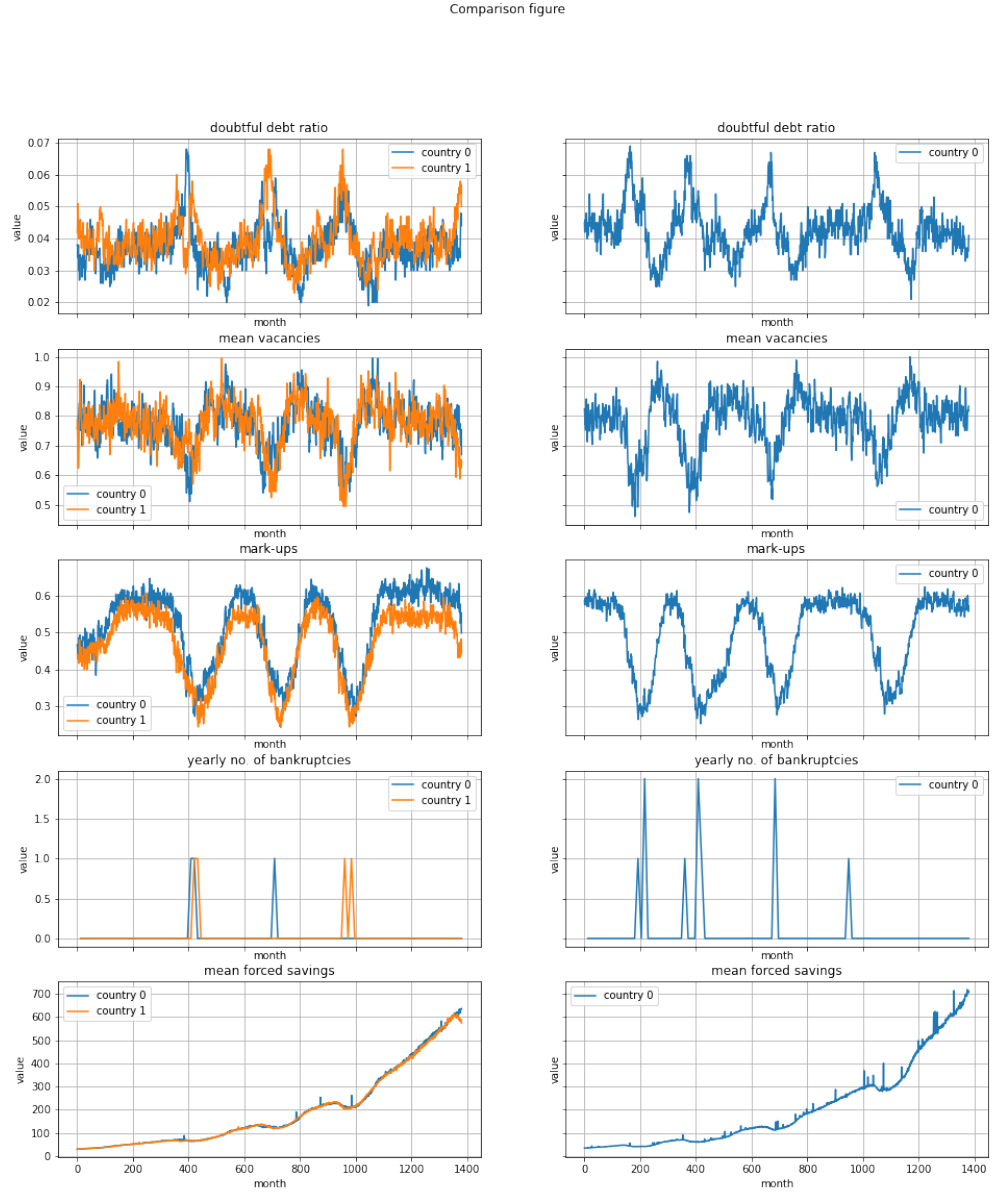 Comparison figure
doubtful debt ratio
0.07
0.06
0.05
0.04
0.03
0.02
value
country 0
country 1
month
doubtful debt ratio
value
country 0
month
mean vacancies
1.0
0.9
0.8
0.7
0.6
0.5
value
country 0
country 1
month
mean vacancies
value
country 0
month
mark-ups
0.6
0.5
0.4
0.3
value
country 0
country 1
month
mark-ups
value
country 0
month
yearly no. of bankruptcies
2.0
1.5
1.0
0.5
0.0
value
country 0
country 1
month
yearly no. of bankruptcies
value
country 0
month
mean forced savings
700
600
500
400
300
200
100
0
value
country 0
country 1
0 200 400 600 800 1000 1200 1400
month
mean forced savings
value
country 0
0 200 400 600 800 1000 1200 1400
month